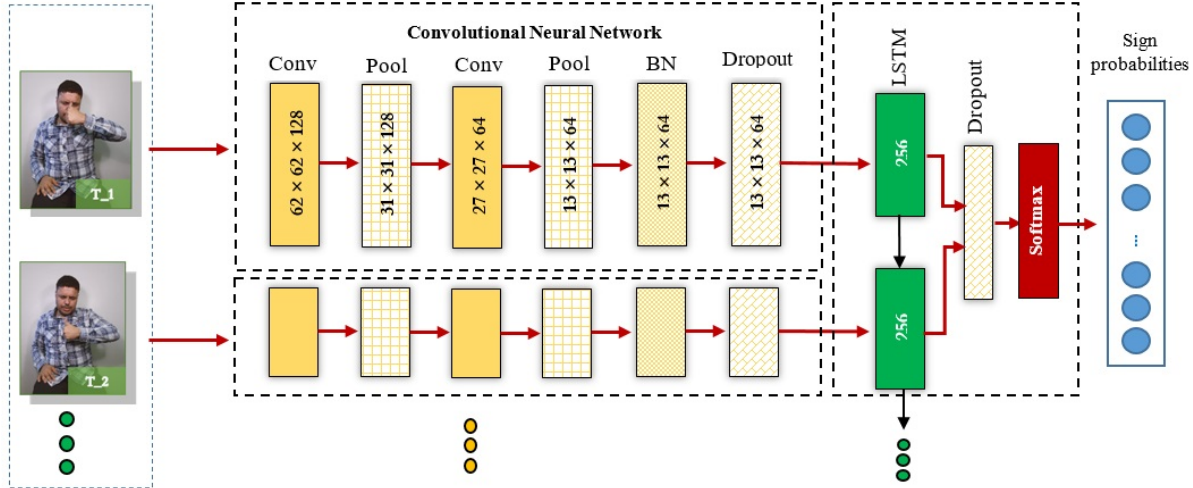 Convolutional Neural Network
Conv
Pool
Conv
Pool
BN
Dropout
62 × 62 × 128
31 × 31 × 128
27 × 27 × 64
13 × 13 × 64
13 × 13 × 64
13 × 13 × 64
LSTM
256
Dropout
Softmax
Sign
probabilities
...
T_1
256
T_2